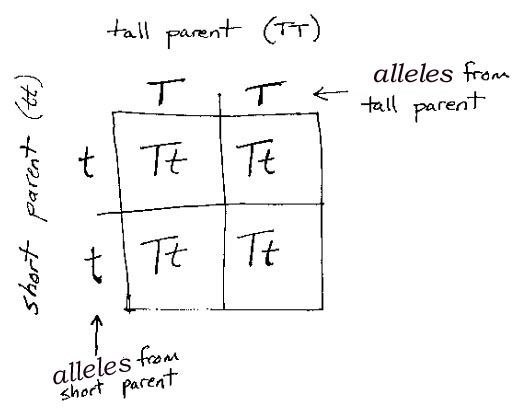 tall parent (TT)
short parent (tt)
T T
alleles from
tall parent
t Tt Tt
t Tt Tt
alleles from
short parent